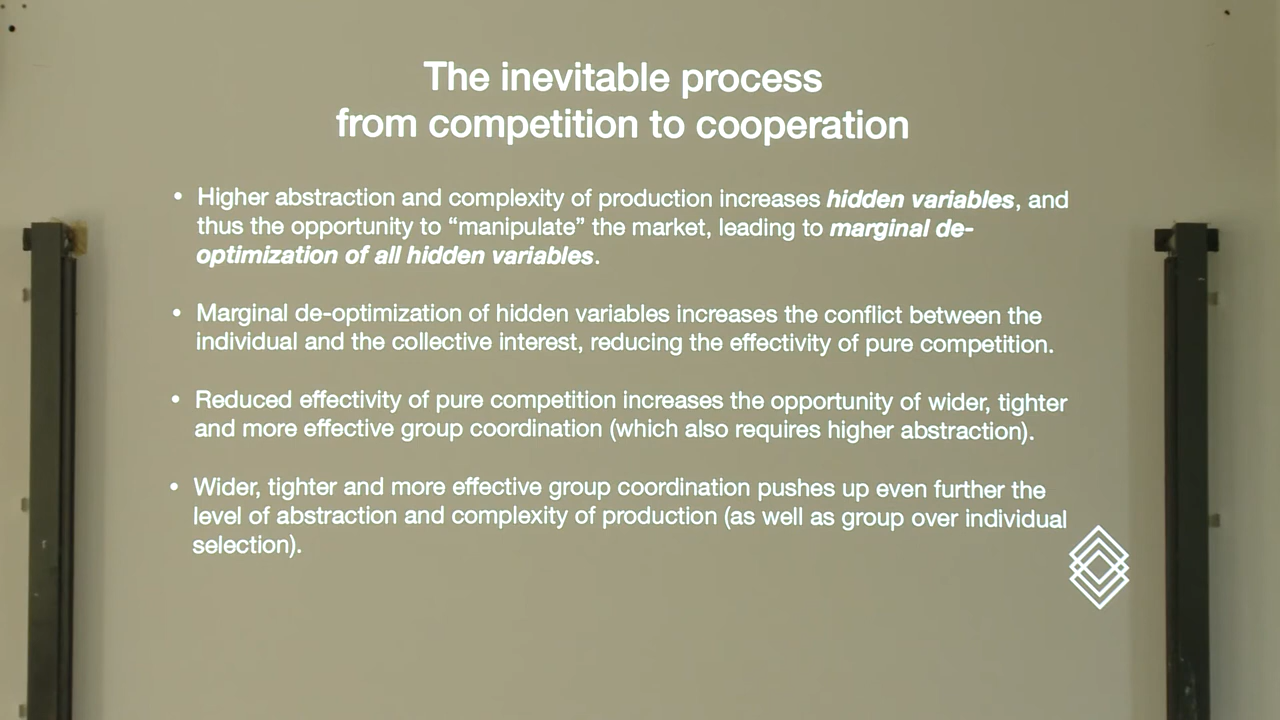 The inevitable process
from competition to cooperation
• Higher abstraction and complexity of production increases hidden variables, and
thus the opportunity to “manipulate” the market, leading to marginal de-
optimization of all hidden variables.
• Marginal de-optimization of hidden variables increases the conflict between the
individual and the collective interest, reducing the effectivity of pure competition.
• Reduced effectivity of pure competition increases the opportunity of wider, tighter
and more effective group coordination (which also requires higher abstraction).
• Wider, tighter and more effective group coordination pushes up even further the
level of abstraction and complexity of production (as well as group over individual
selection).